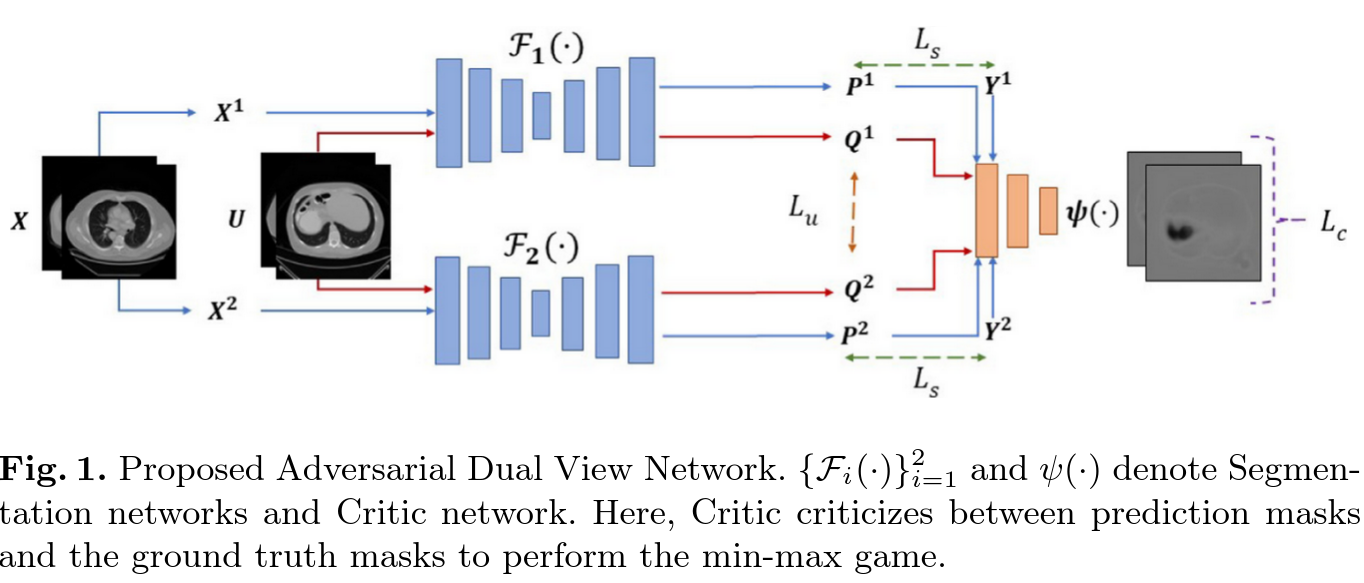 𝓕₁(·)
Lₛ
P¹
Y¹
X¹
Q¹
X
U
Lᵤ
ψ(·)
L_c
𝓕₂(·)
Q²
X²
P²
Y²
Lₛ
Fig. 1. Proposed Adversarial Dual View Network. {𝓕ᵢ(·)}²ᵢ₌₁ and ψ(·) denote Segmen-
tation networks and Critic network. Here, Critic criticizes between prediction masks
and the ground truth masks to perform the min-max game.